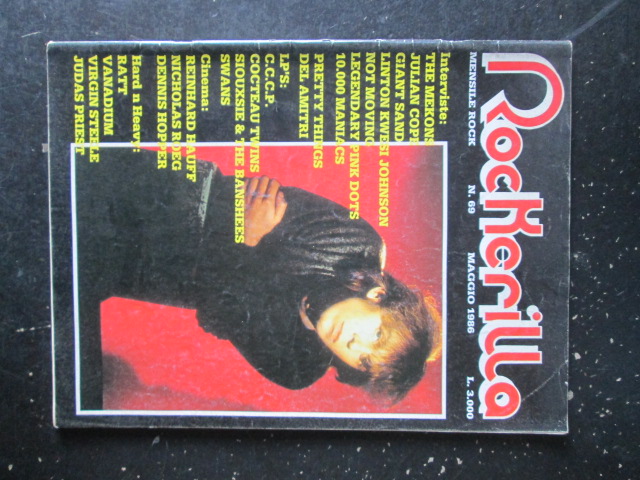 Rockerilla
MENSILE ROCK N. 69 MAGGIO 1986 L. 3.000
Interviste:
THE MEKONS
JULIAN COPE
GIANT SAND
LINTON KWESI JOHNSON
NOT MOVING
LEGENDARY PINK DOTS
10.000 MANIACS
PRETTY THINGS
DEL AMITRI
LP'S:
C.C.C.P.
COCTEAU TWINS
SIOUXSIE & THE BANSHEES
SWANS
Cinema:
REINHARD HAUFF
NICHOLAS ROEG
DENNIS HOPPER
Hard n Heavy:
RATT
VANADIUM
VIRGIN STEELE
JUDAS PRIEST